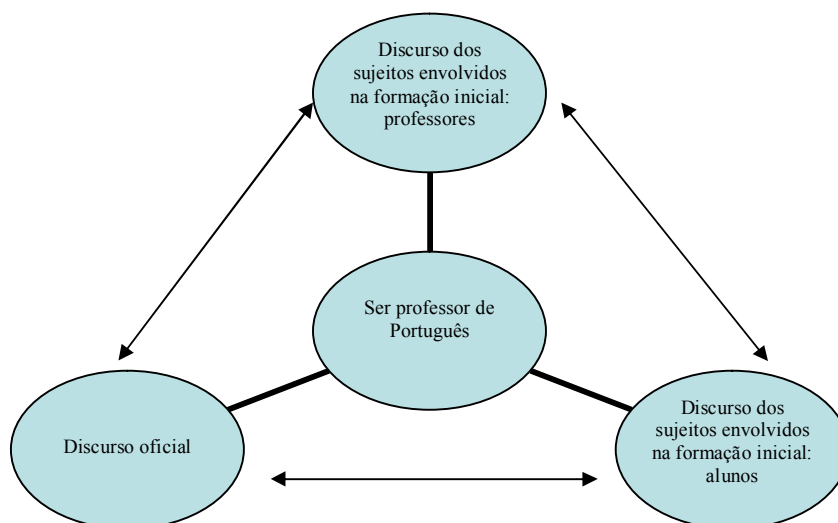 Discurso dos
sujeitos envolvidos
na formação inicial:
professores
Ser professor de
Português
Discurso oficial
Discurso dos
sujeitos envolvidos
na formação inicial:
alunos